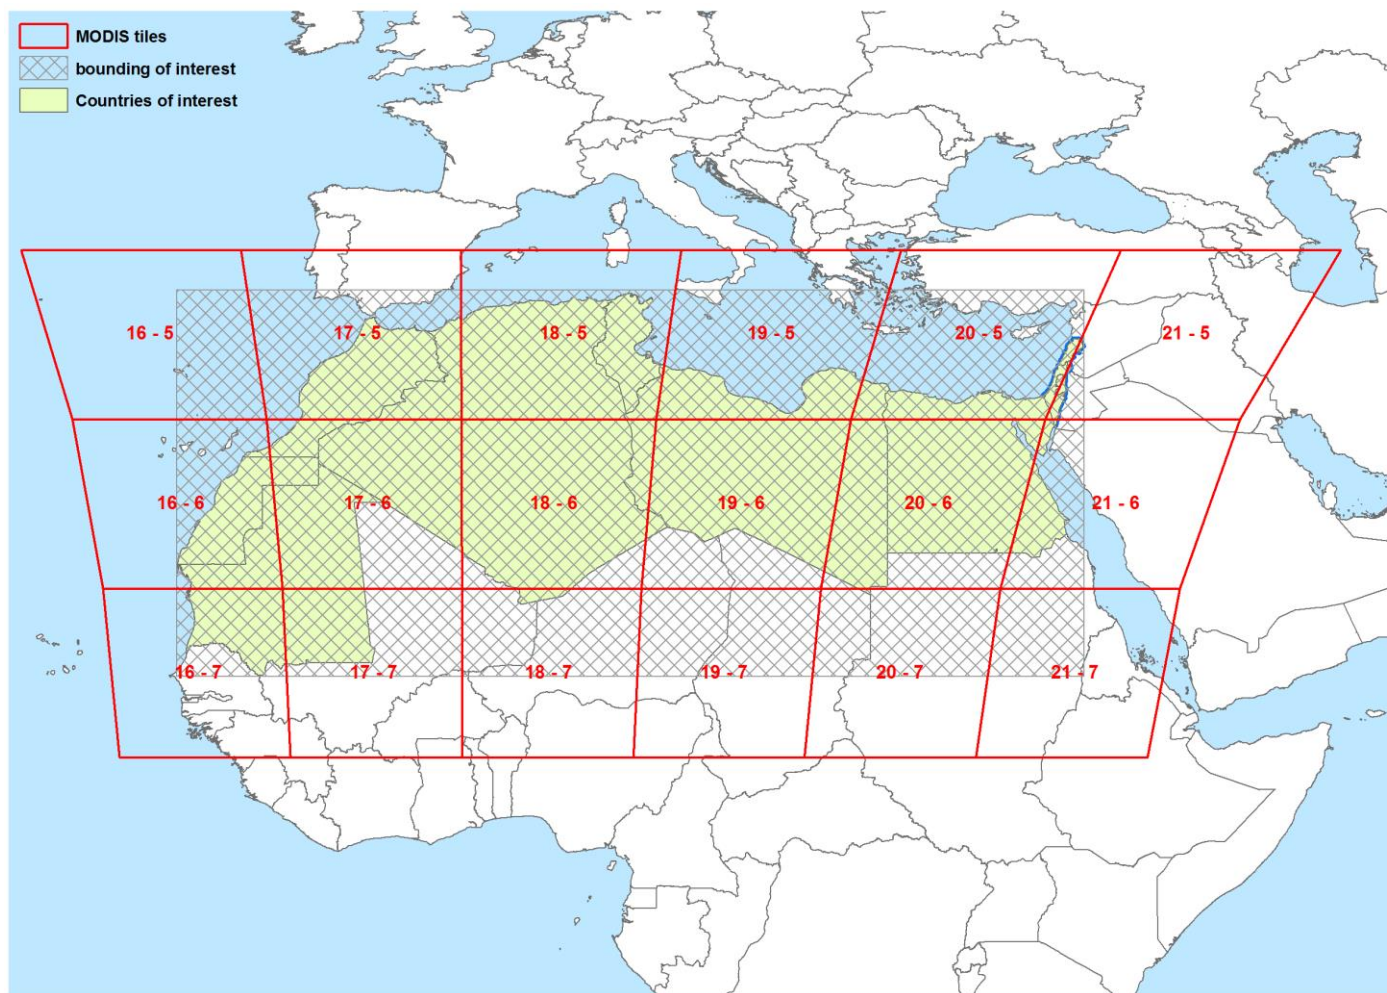 MODIS tiles
bounding of interest
Countries of interest
16 - 5
17 - 5
18 - 5
19 - 5
20 - 5
21 - 5
16 - 6
17 - 6
18 - 6
19 - 6
20 - 6
21 - 6
16 - 7
17 - 7
18 - 7
19 - 7
20 - 7
21 - 7